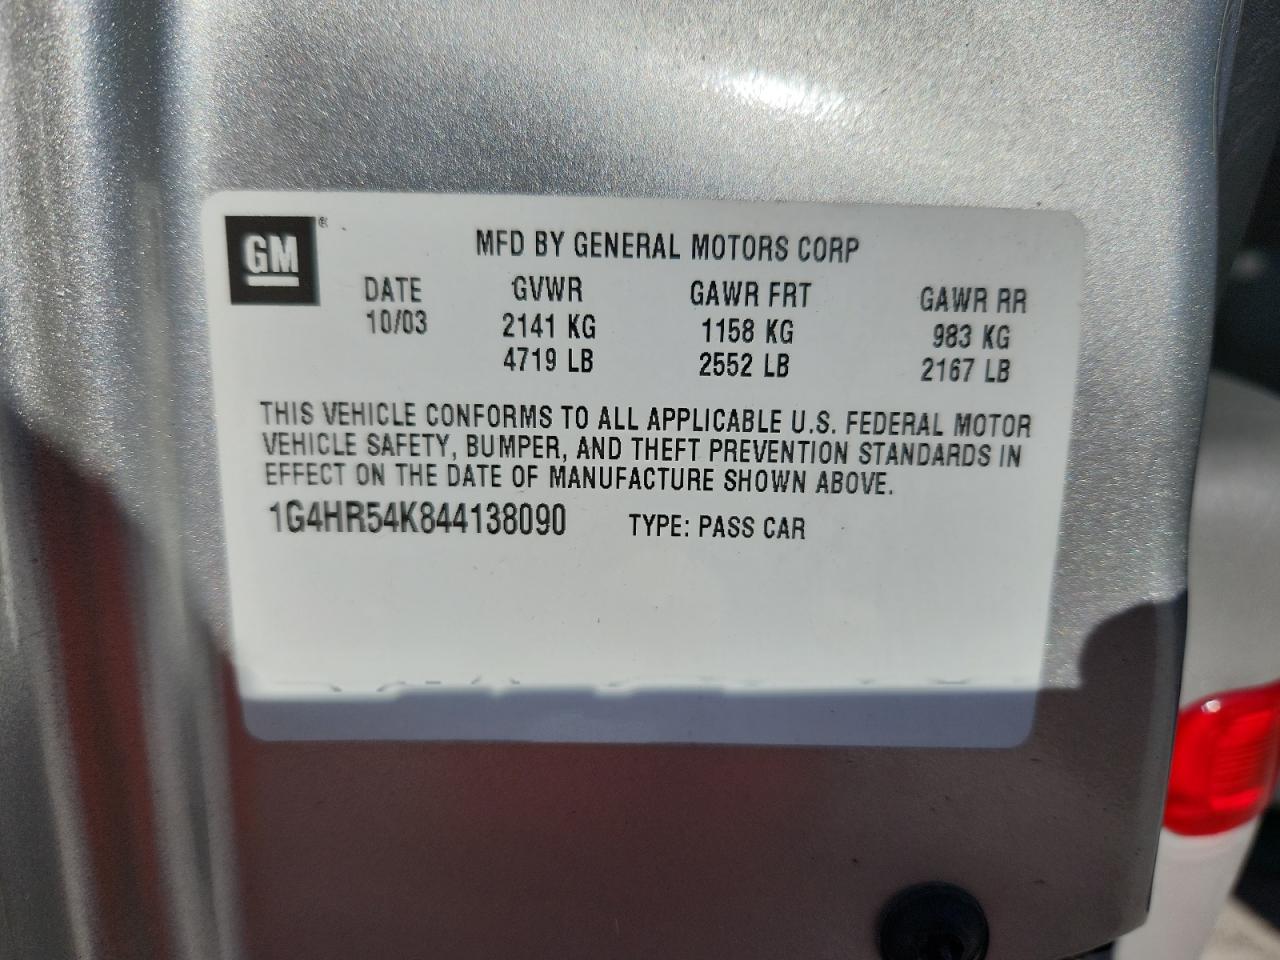 GM ®
MFD BY GENERAL MOTORS CORP
DATE GVWR GAWR FRT GAWR RR
10/03 2141 KG 1158 KG 983 KG
4719 LB 2552 LB 2167 LB
THIS VEHICLE CONFORMS TO ALL APPLICABLE U.S. FEDERAL MOTOR
VEHICLE SAFETY, BUMPER, AND THEFT PREVENTION STANDARDS IN
EFFECT ON THE DATE OF MANUFACTURE SHOWN ABOVE.
1G4HR54K844138090 TYPE: PASS CAR